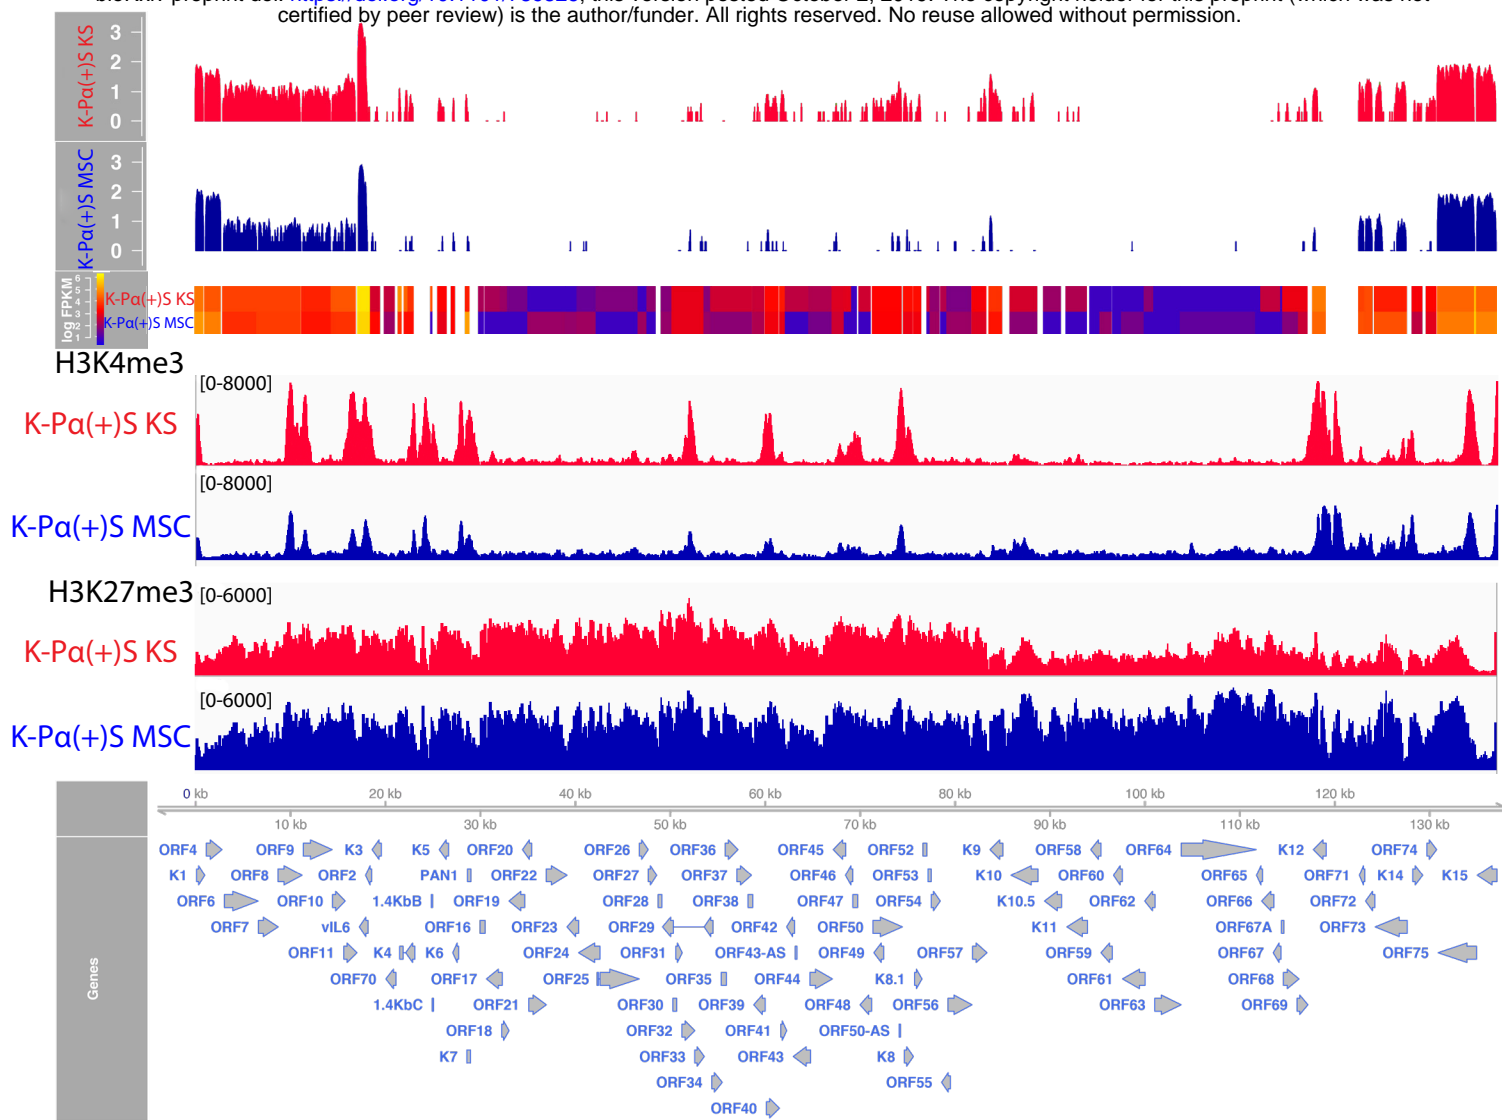 certified by peer review) is the author/funder. All rights reserved. No reuse allowed without permission.
K-Pα(+)S KS
3
2
1
0
K-Pα(+)S MSC
3
2
1
0
log FPKM
6
5
4
3
2
1
K-Pα(+)S KS
K-Pα(+)S MSC
H3K4me3
[0-8000]
K-Pα(+)S KS
[0-8000]
K-Pα(+)S MSC
H3K27me3
[0-6000]
K-Pα(+)S KS
[0-6000]
K-Pα(+)S MSC
0 kb 20 kb 40 kb 60 kb 80 kb 100 kb 120 kb
10 kb 30 kb 50 kb 70 kb 90 kb 110 kb 130 kb
Genes
ORF4 ORF9 K3 K5 ORF20 ORF26 ORF36 ORF45 ORF52 K9 ORF58 ORF64 K12 ORF74
K1 ORF8 ORF2 PAN1 ORF22 ORF27 ORF37 ORF46 ORF53 K10 ORF60 ORF65 ORF71 K14 K15
ORF6 ORF10 1.4KbB ORF19 ORF28 ORF38 ORF47 ORF54 K10.5 ORF62 ORF66 ORF72
ORF7 vIL6 ORF16 ORF23 ORF29 ORF42 ORF50 K11 ORF67A ORF73
ORF11 K4 K6 ORF24 ORF31 ORF43-AS ORF49 ORF57 ORF59 ORF67 ORF75
ORF70 ORF17 ORF25 ORF35 ORF44 K8.1 ORF61 ORF68
1.4KbC ORF21 ORF30 ORF39 ORF48 ORF56 ORF63 ORF69
ORF18 ORF32 ORF41 ORF50-AS
K7 ORF33 ORF43 K8
ORF34 ORF55
ORF40